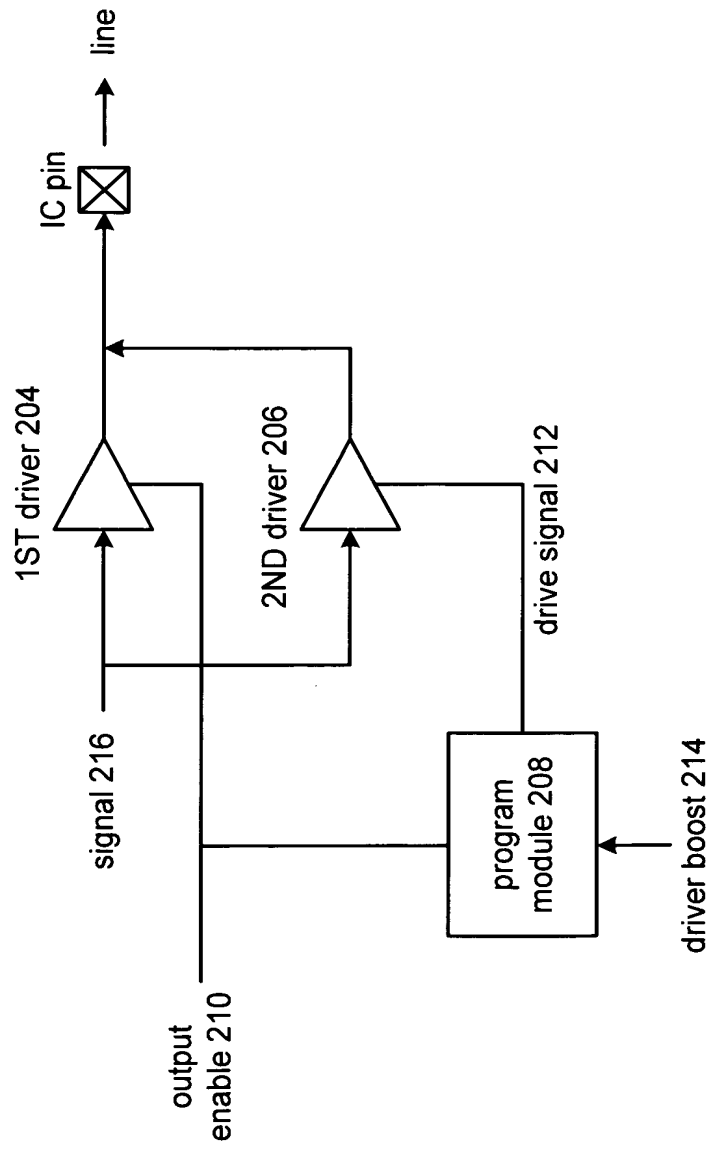 output
enable 210
signal 216
1ST driver 204
IC pin
line
2ND driver 206
program
module 208
drive signal 212
driver boost 214